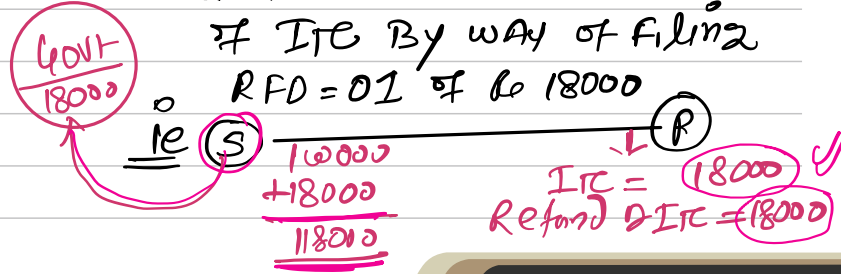 of ITC By way of Filing
Govt
18000
RFD=01 of Rs 18000
ie S R
100000
+18000
118000
ITC = 18000
Refund ITC = 18000